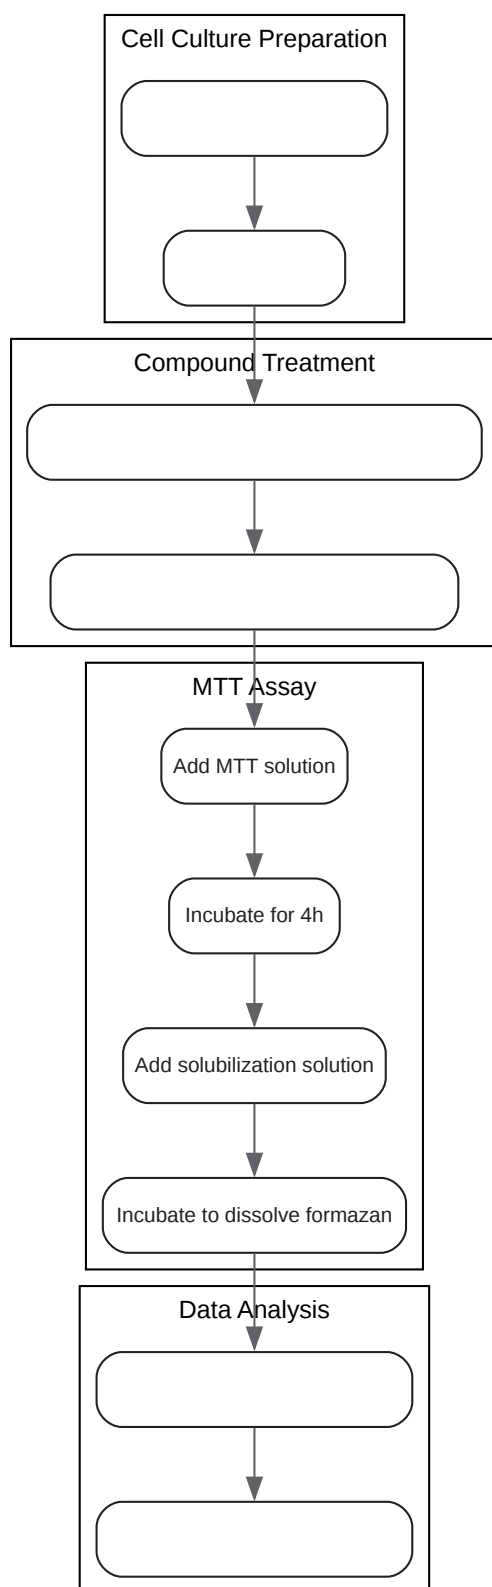 Cell Culture Preparation
Compound Treatment
MTT Assay
Add MTT solution
Incubate for 4h
Add solubilization solution
Incubate to dissolve formazan
Data Analysis